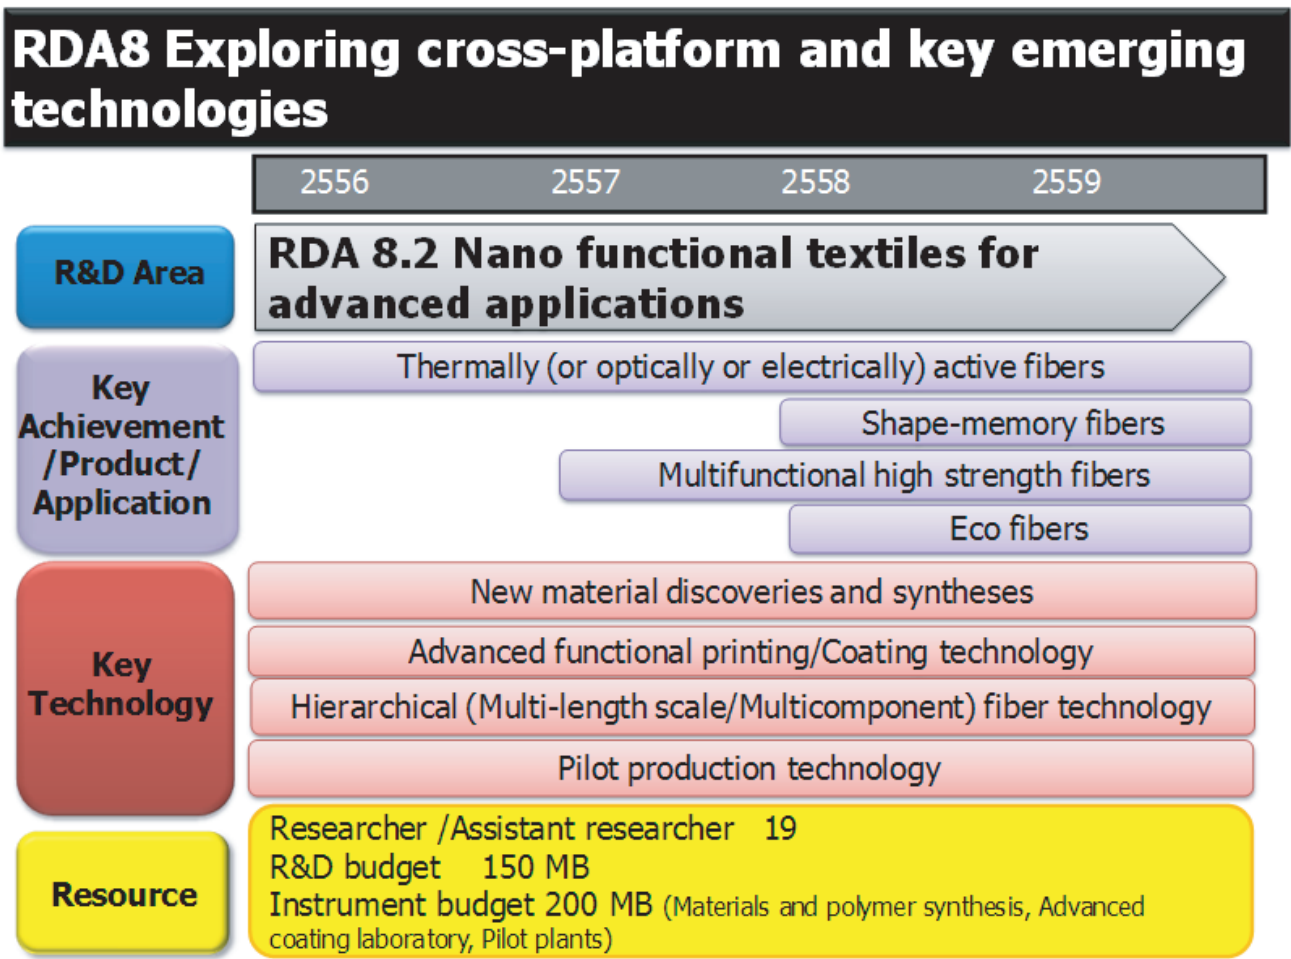 RDA8 Exploring cross-platform and key emerging
technologies
2556 2557 2558 2559
R&D Area
RDA 8.2 Nano functional textiles for
advanced applications
Key
Achievement
/Product/
Application
Thermally (or optically or electrically) active fibers
Shape-memory fibers
Multifunctional high strength fibers
Eco fibers
Key
Technology
New material discoveries and syntheses
Advanced functional printing/Coating technology
Hierarchical (Multi-length scale/Multicomponent) fiber technology
Pilot production technology
Resource
Researcher /Assistant researcher 19
R&D budget 150 MB
Instrument budget 200 MB (Materials and polymer synthesis, Advanced
coating laboratory, Pilot plants)